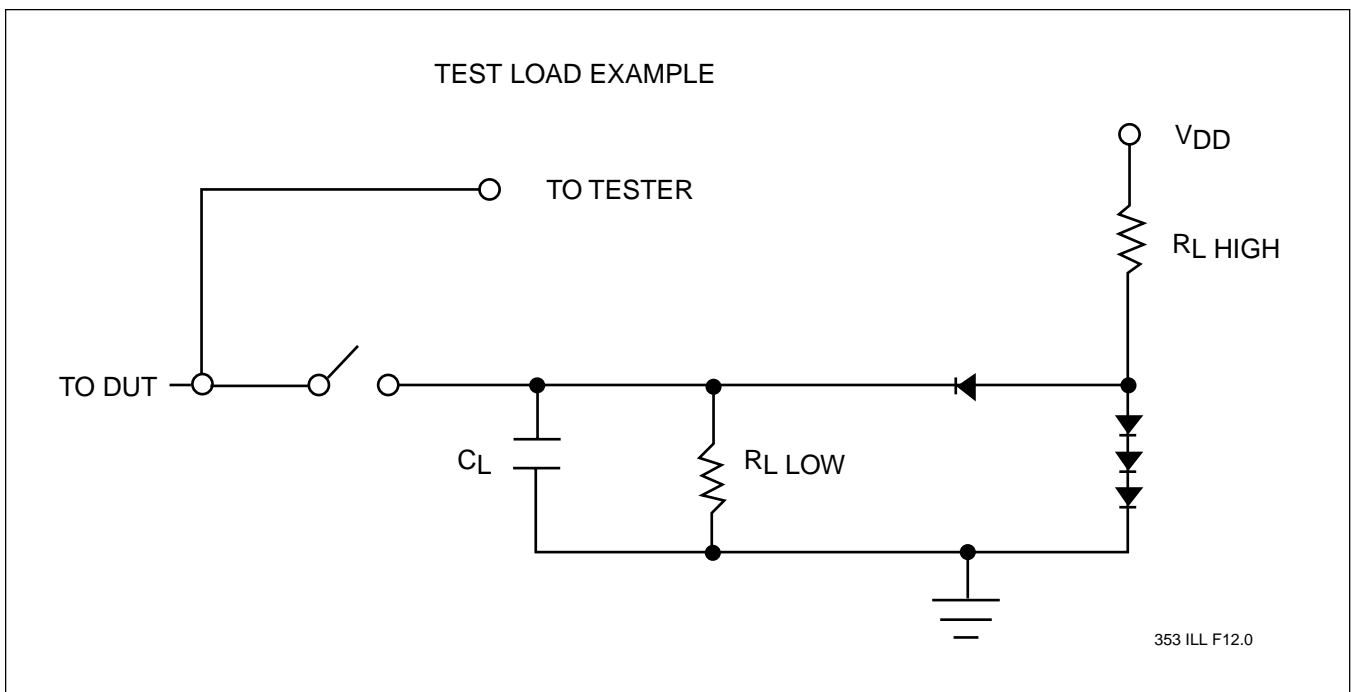 TEST LOAD EXAMPLE
VDD
TO TESTER
RL HIGH
TO DUT
CL
RL LOW
353 ILL F12.0